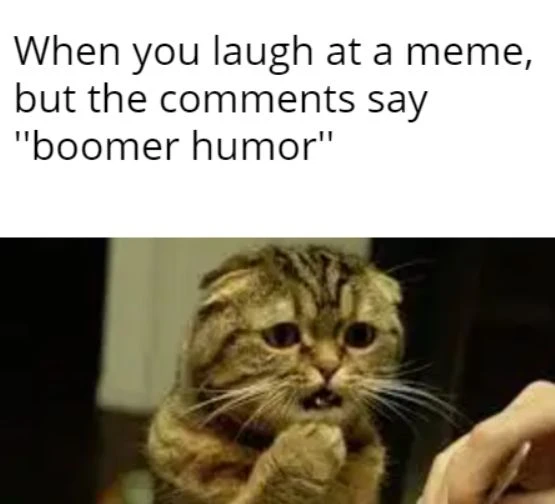 When you laugh at a meme,
but the comments say
"boomer humor"